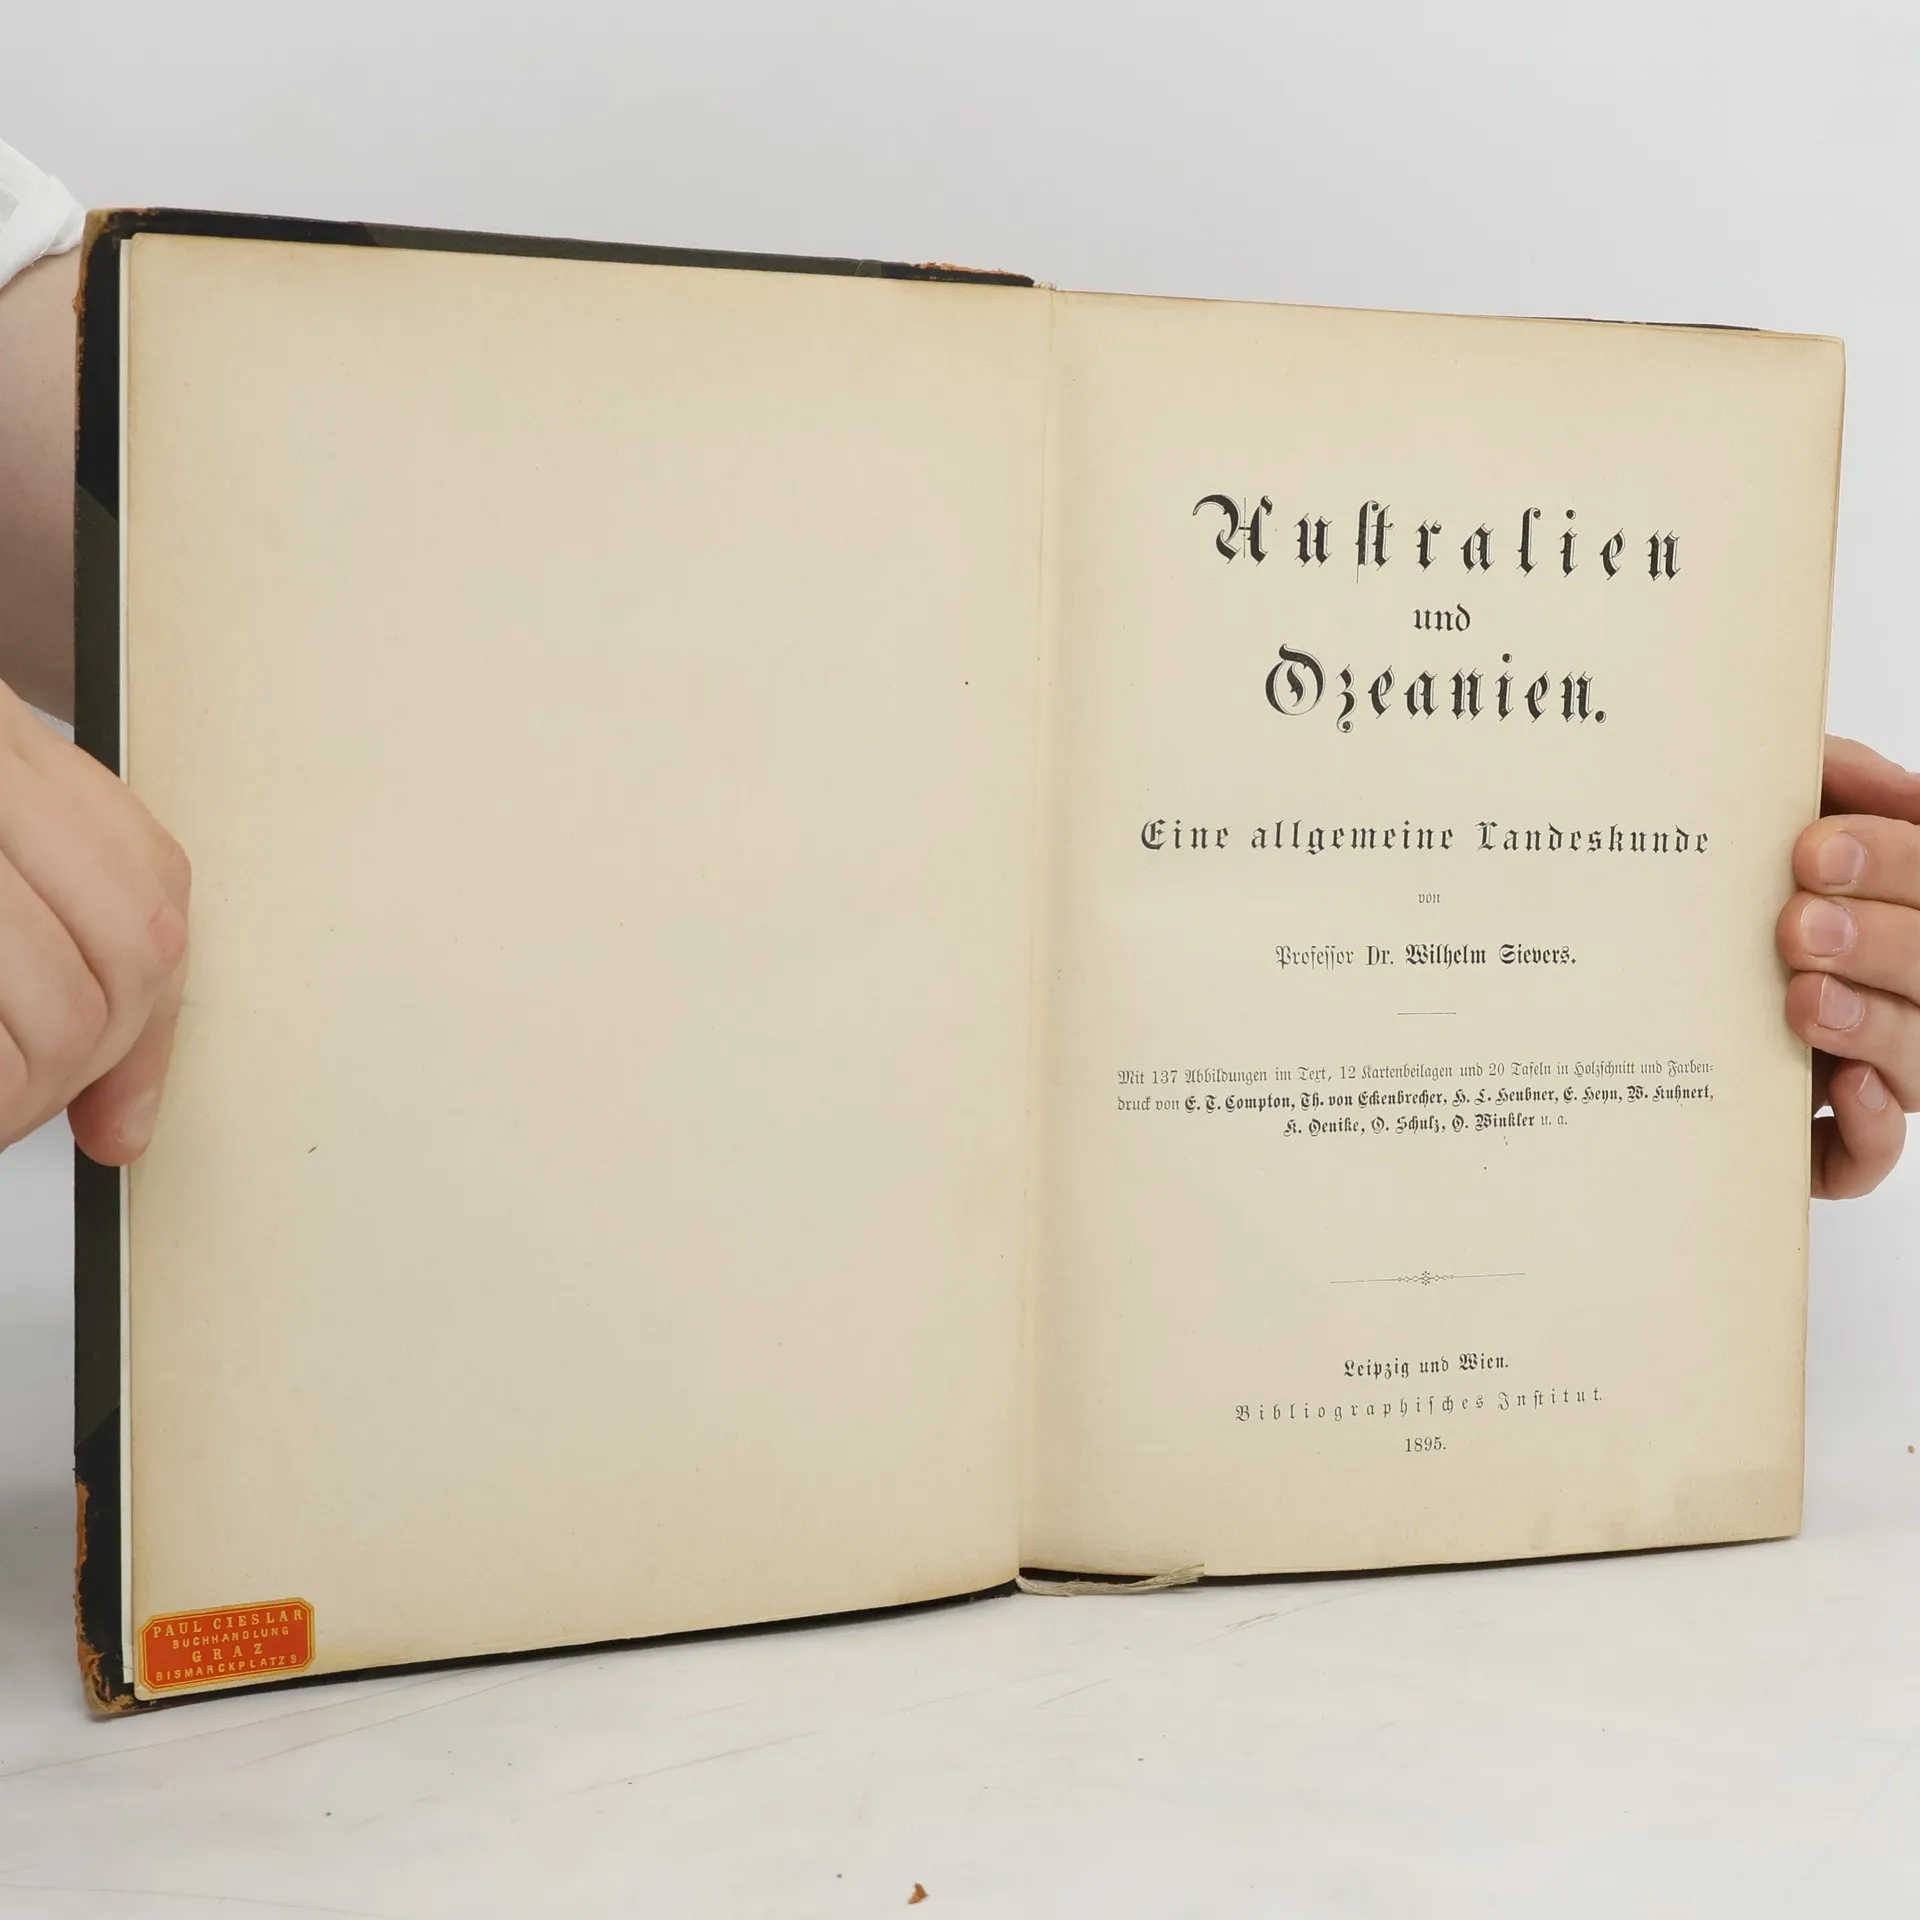 Australien
und
Ozeanien.
Eine allgemeine Landeskunde
von
Professor Dr. Wilhelm Sievers.
Mit 137 Abbildungen im Text, 12 Kartenbeilagen und 20 Tafeln in Holzschnitt und Farben-
druck von E. T. Compton, Th. von Eckenbrecher, H. L. Heubner, E. Heyn, W. Kuhnert,
K. Oenike, O. Schulz, O. Winkler u. a.
Leipzig und Wien.
Bibliographisches Institut.
1895.
PAUL CIESLAR
BUCHHANDLUNG
GRAZ
BISMARCKPLATZ 3